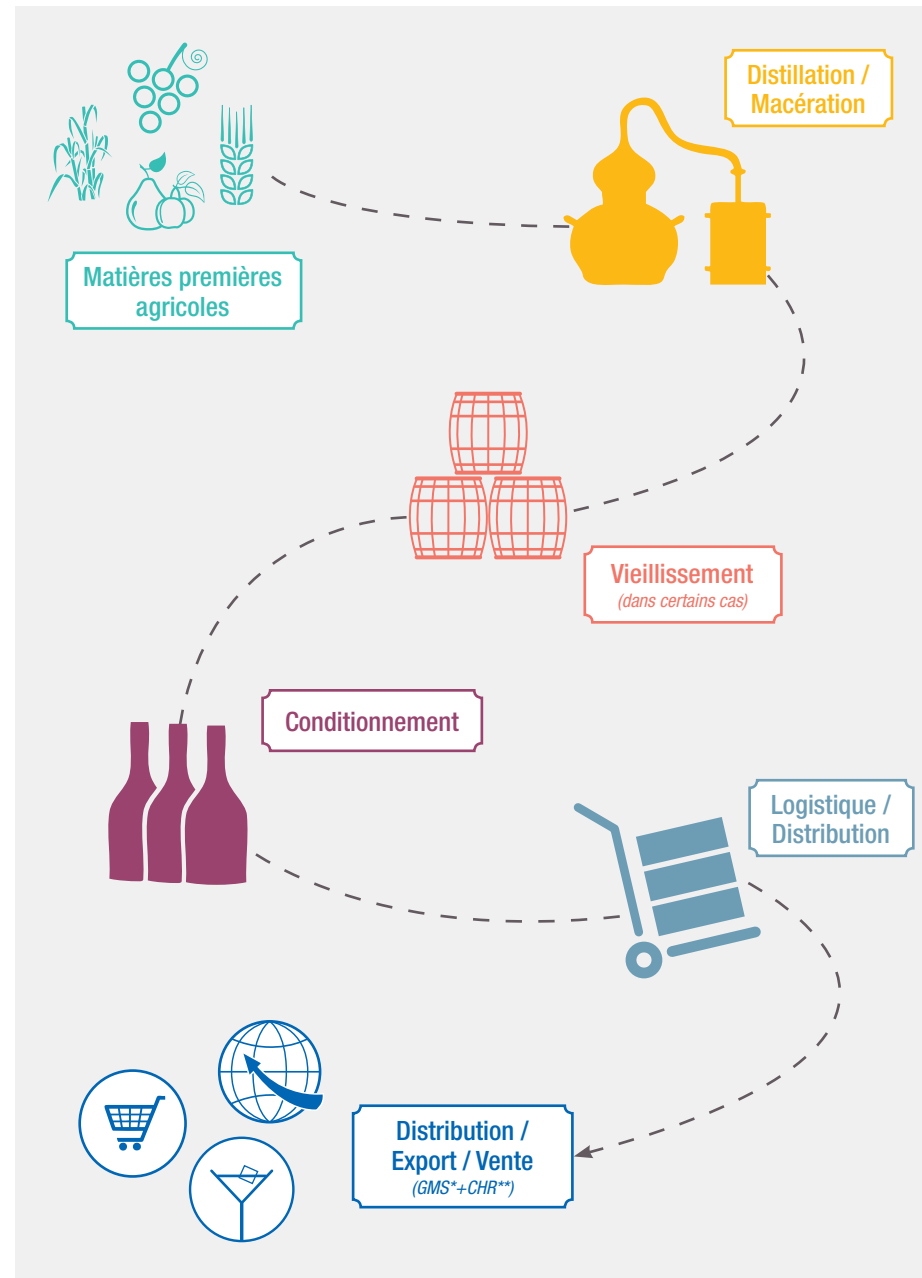 Distillation /
Macération
Matières premières
agricoles
Vieillissement
(dans certains cas)
Conditionnement
Logistique /
Distribution
Distribution /
Export / Vente
(GMS*+CHR**)